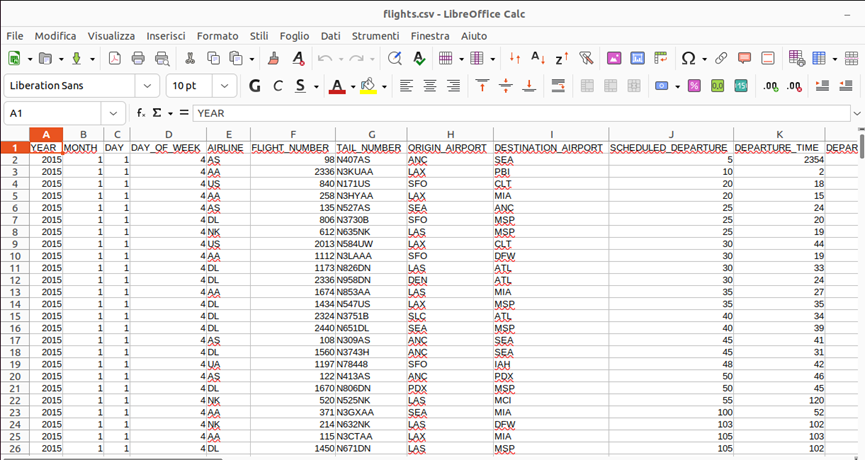 flights.csv - LibreOffice Calc
File Modifica Visualizza Inserisci Formato Stili Foglio Dati Strumenti Finestra Aiuto
Liberation Sans 10 pt G C S A
A1 fx Σ = YEAR
A B C D E F G H I J K
1 YEAR MONTH DAY DAY_OF_WEEK AIRLINE FLIGHT_NUMBER TAIL_NUMBER ORIGIN_AIRPORT DESTINATION_AIRPORT SCHEDULED_DEPARTURE DEPARTURE_TIME DEPAR
2 2015 1 1 4 AS 98 N407AS ANC SEA 5 2354
3 2015 1 1 4 AA 2336 N3KUAA LAX PBI 10 2
4 2015 1 1 4 US 840 N171US SFO CLT 20 18
5 2015 1 1 4 AA 258 N3HYAA LAX MIA 20 15
6 2015 1 1 4 AS 135 N527AS SEA ANC 25 24
7 2015 1 1 4 DL 806 N3730B SFO MSP 25 20
8 2015 1 1 4 NK 612 N635NK LAS MSP 25 19
9 2015 1 1 4 US 2013 N584UW LAX CLT 30 44
10 2015 1 1 4 AA 1112 N3LAAA SFO DFW 30 19
11 2015 1 1 4 DL 1173 N826DN LAS ATL 30 33
12 2015 1 1 4 DL 2336 N958DN DEN ATL 30 24
13 2015 1 1 4 AA 1674 N853AA LAS MIA 35 27
14 2015 1 1 4 DL 1434 N547US LAX MSP 35 35
15 2015 1 1 4 DL 2324 N3751B SLC ATL 40 34
16 2015 1 1 4 DL 2440 N651DL SEA MSP 40 39
17 2015 1 1 4 AS 108 N309AS ANC SEA 45 41
18 2015 1 1 4 DL 1560 N3743H ANC SEA 45 31
19 2015 1 1 4 UA 1197 N78448 SFO IAH 48 42
20 2015 1 1 4 AS 122 N413AS ANC PDX 50 46
21 2015 1 1 4 DL 1670 N806DN PDX MSP 50 45
22 2015 1 1 4 NK 520 N525NK LAS MCI 55 120
23 2015 1 1 4 AA 371 N3GXAA SEA MIA 100 52
24 2015 1 1 4 NK 214 N632NK LAS DFW 103 102
25 2015 1 1 4 AA 115 N3CTAA LAX MIA 105 103
26 2015 1 1 4 DL 1450 N671DN LAS MSP 105 102